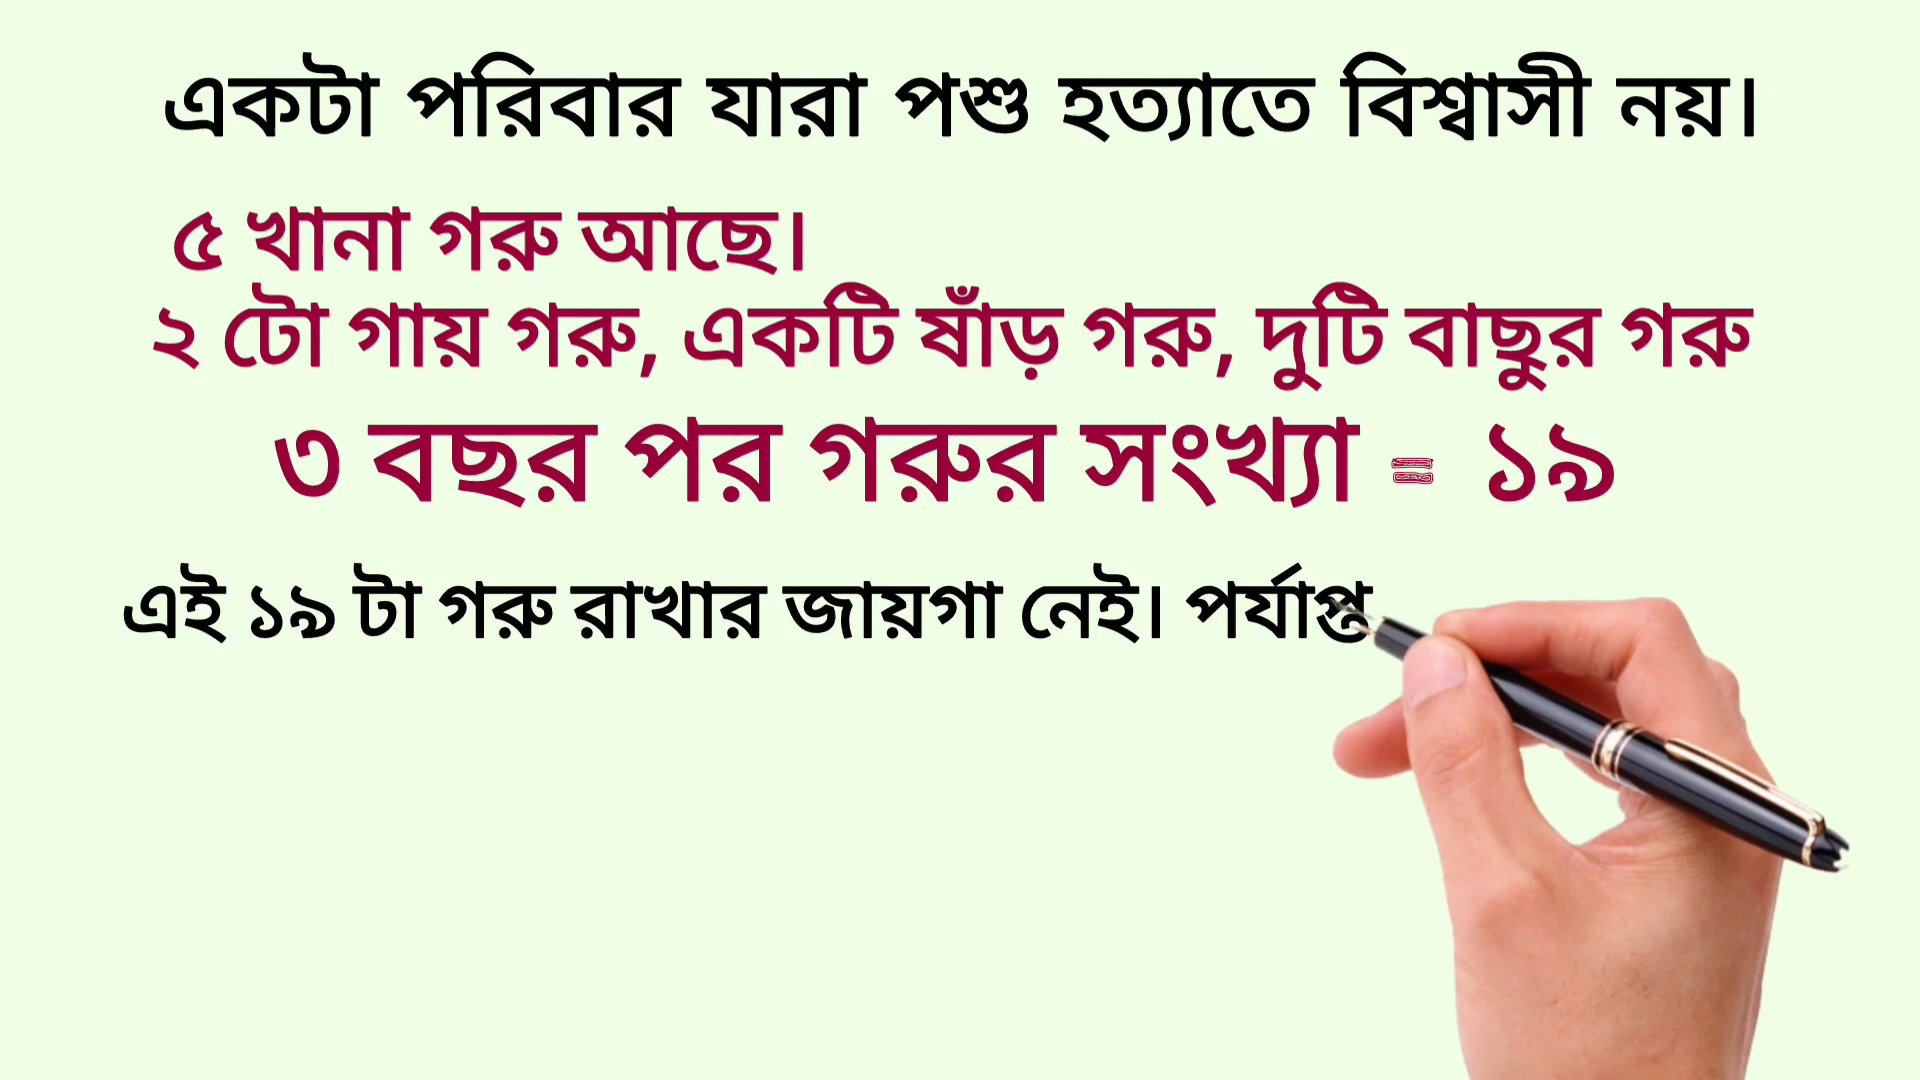 একটা পরিবার যারা পশু হত্যাতে বিশ্বাসী নয়।
৫ খানা গরু আছে।
২ টো গায় গরু, একটি ষাঁড় গরু, দুটি বাছুর গরু
৩ বছর পর গরুর সংখ্যা = ১৯
এই ১৯ টা গরু রাখার জায়গা নেই। পর্যাপ্ত